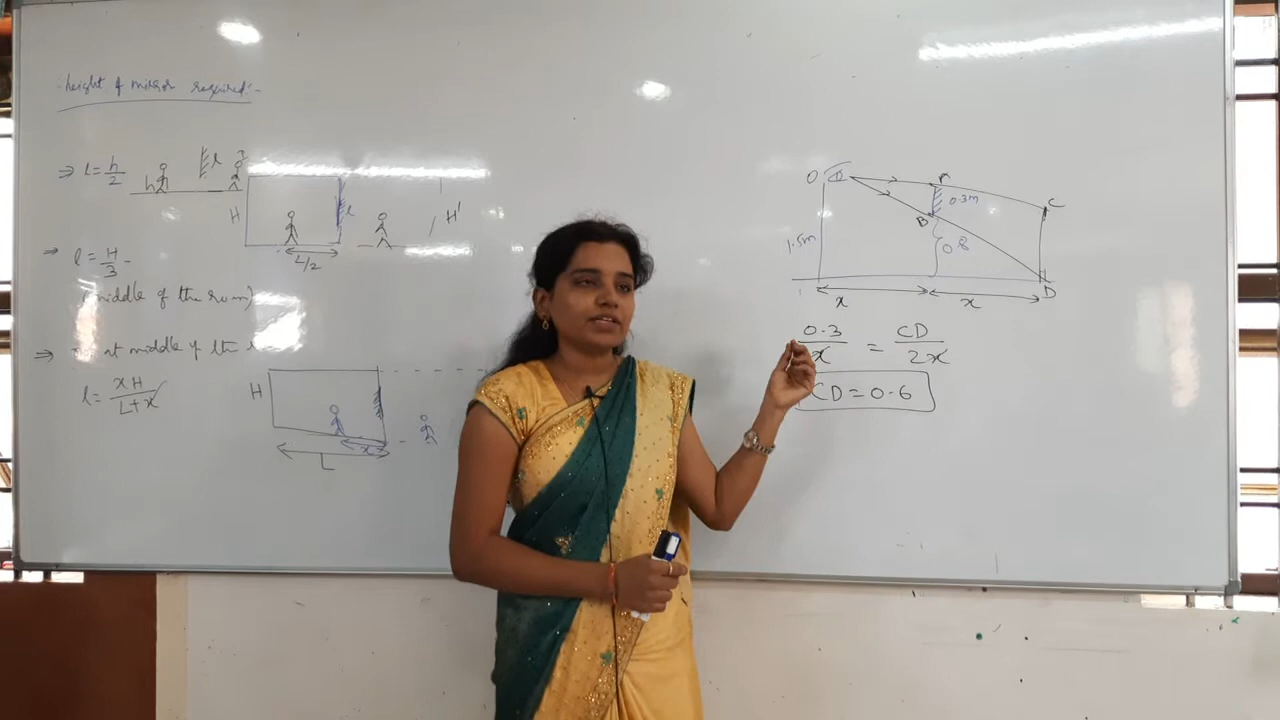 height of mirror required:-
⇒ l = h/2
h
l
H
l
H'
L/2
⇒ l = H/3
(middle of the room)
⇒ at middle of the
l = xH/L+x
H
x
L
O
A
0.3m
C
B
1.5m
0.8
D
x
x
0.3/x = CD/2x
CD = 0.6